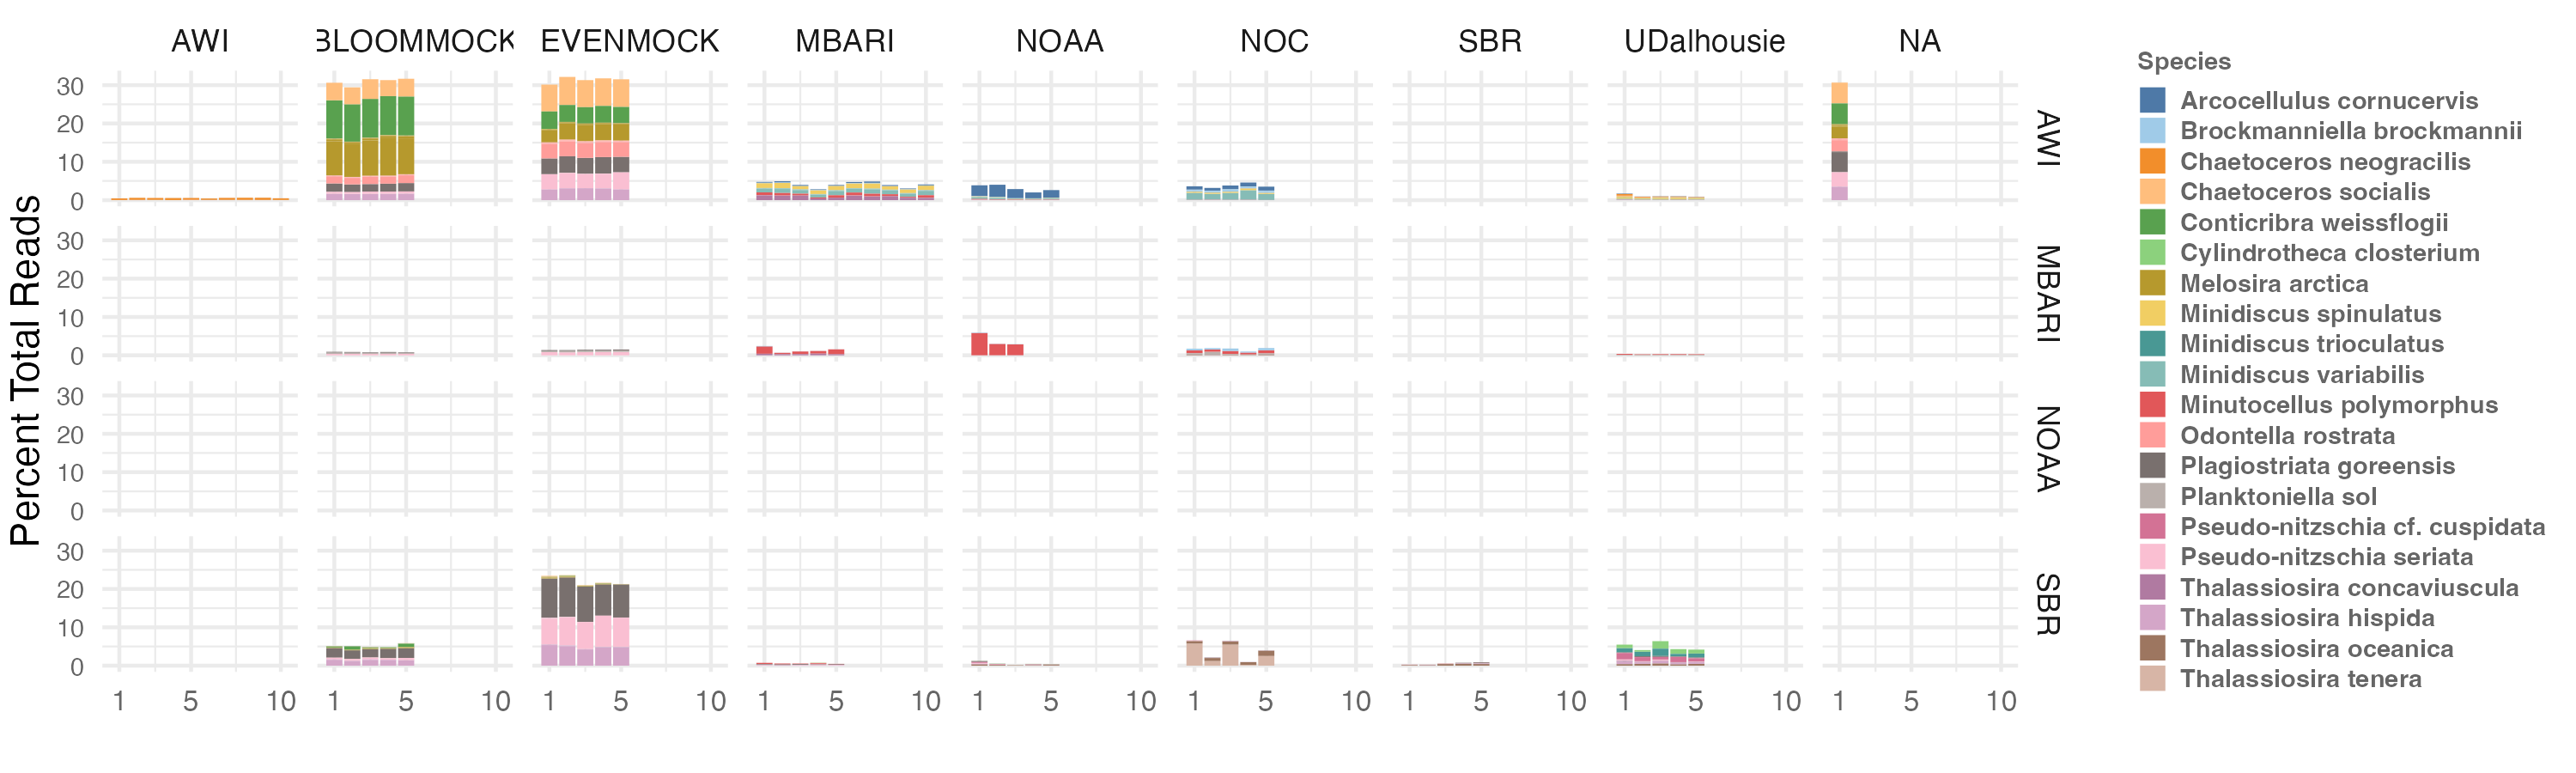 AWI BLOOMMOCK EVENMOCK MBARI NOAA NOC SBR UDalhousie NA
Percent Total Reads
30
20
10
0
AWI
30
20
10
0
MBARI
30
20
10
0
NOAA
30
20
10
0
SBR
1 5 10 1 5 10 1 5 10 1 5 10 1 5 10 1 5 10 1 5 10 1 5 10 1 5 10
Species
Arcocellulus cornucervis
Brockmanniella brockmannii
Chaetoceros neogracilis
Chaetoceros socialis
Conticribra weissflogii
Cylindrotheca closterium
Melosira arctica
Minidiscus spinulatus
Minidiscus trioculatus
Minidiscus variabilis
Minutocellus polymorphus
Odontella rostrata
Plagiostriata goreensis
Planktoniella sol
Pseudo-nitzschia cf. cuspidata
Pseudo-nitzschia seriata
Thalassiosira concaviuscula
Thalassiosira hispida
Thalassiosira oceanica
Thalassiosira tenera